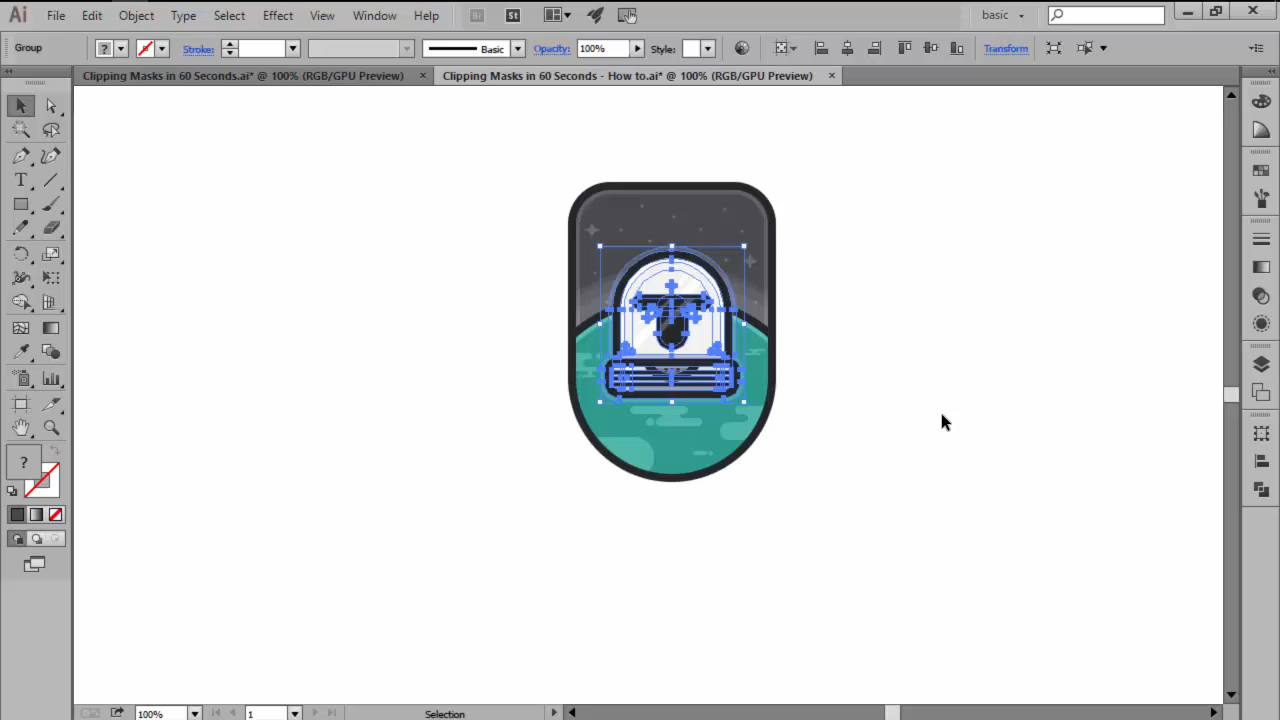 Ai File Edit Object Type Select Effect View Window Help Br St basic
Group ? Stroke: Basic Opacity: 100% Style: Transform
Clipping Masks in 60 Seconds.ai* @ 100% (RGB/GPU Preview) × Clipping Masks in 60 Seconds - How to.ai* @ 100% (RGB/GPU Preview) ×
T
?
100% 1 Selection